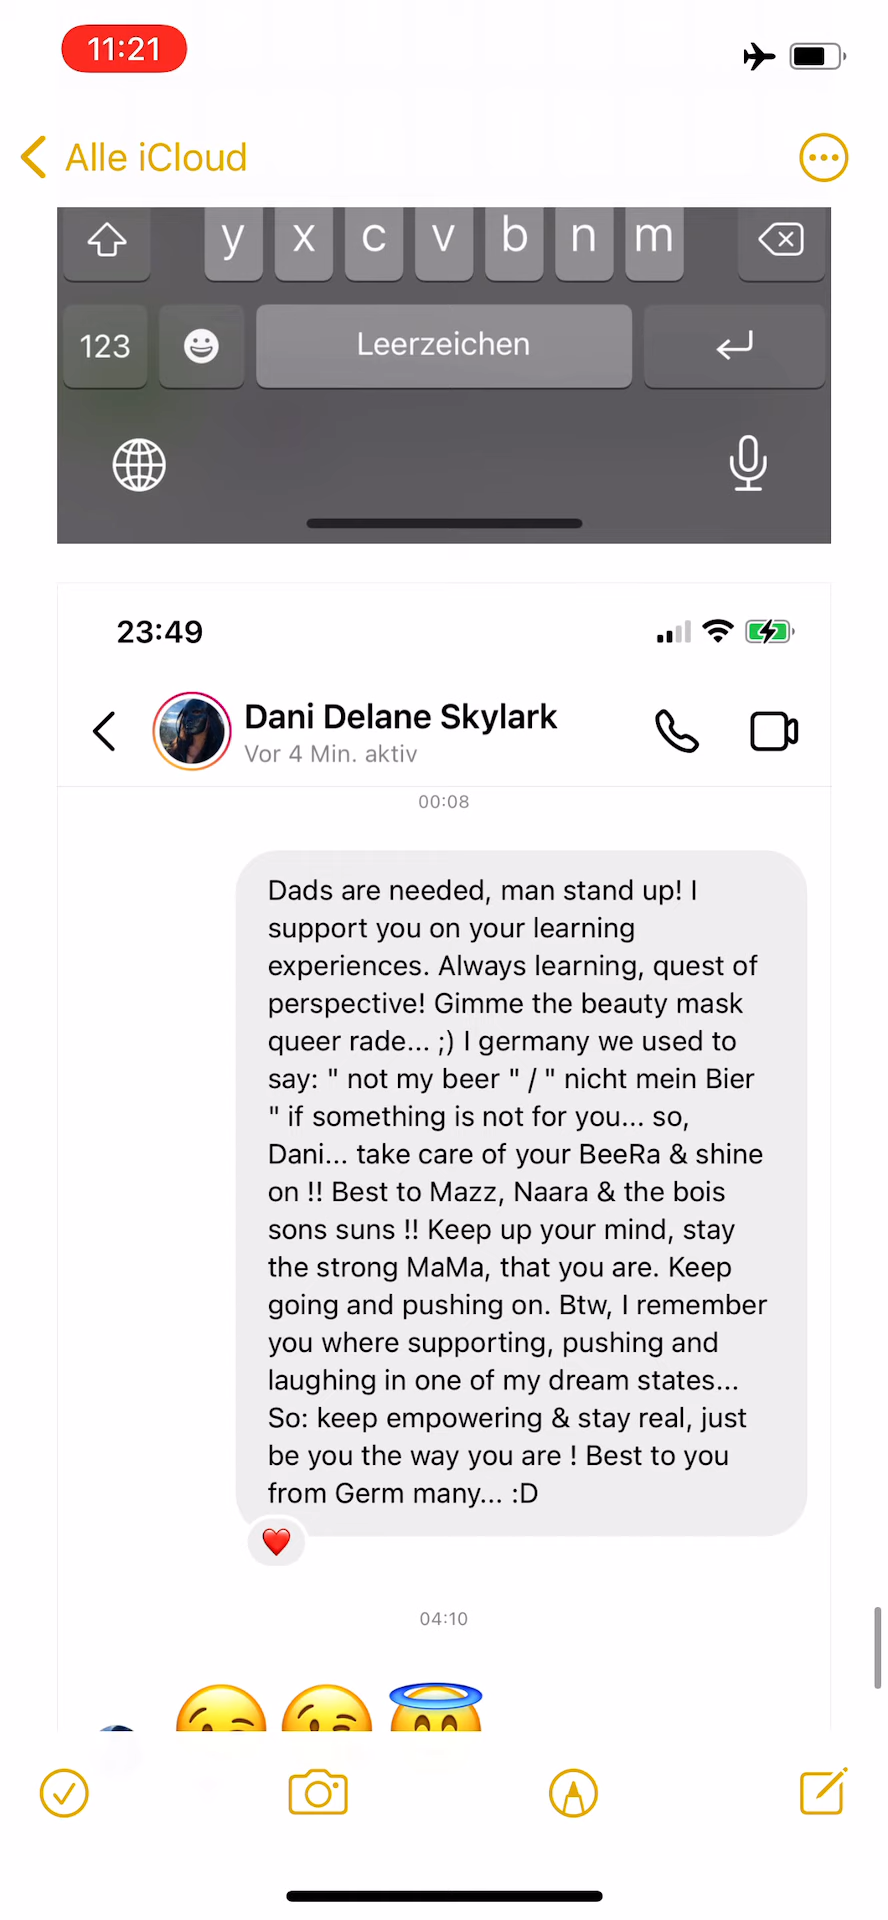 11:21
Alle iCloud
y x c v b n m
123 Leerzeichen
23:49
Dani Delane Skylark
Vor 4 Min. aktiv
00:08
Dads are needed, man stand up! I
support you on your learning
experiences. Always learning, quest of
perspective! Gimme the beauty mask
queer rade... ;) I germany we used to
say: " not my beer " / " nicht mein Bier
" if something is not for you... so,
Dani... take care of your BeeRa & shine
on !! Best to Mazz, Naara & the bois
sons suns !! Keep up your mind, stay
the strong MaMa, that you are. Keep
going and pushing on. Btw, I remember
you where supporting, pushing and
laughing in one of my dream states...
So: keep empowering & stay real, just
be you the way you are ! Best to you
from Germ many... :D
04:10